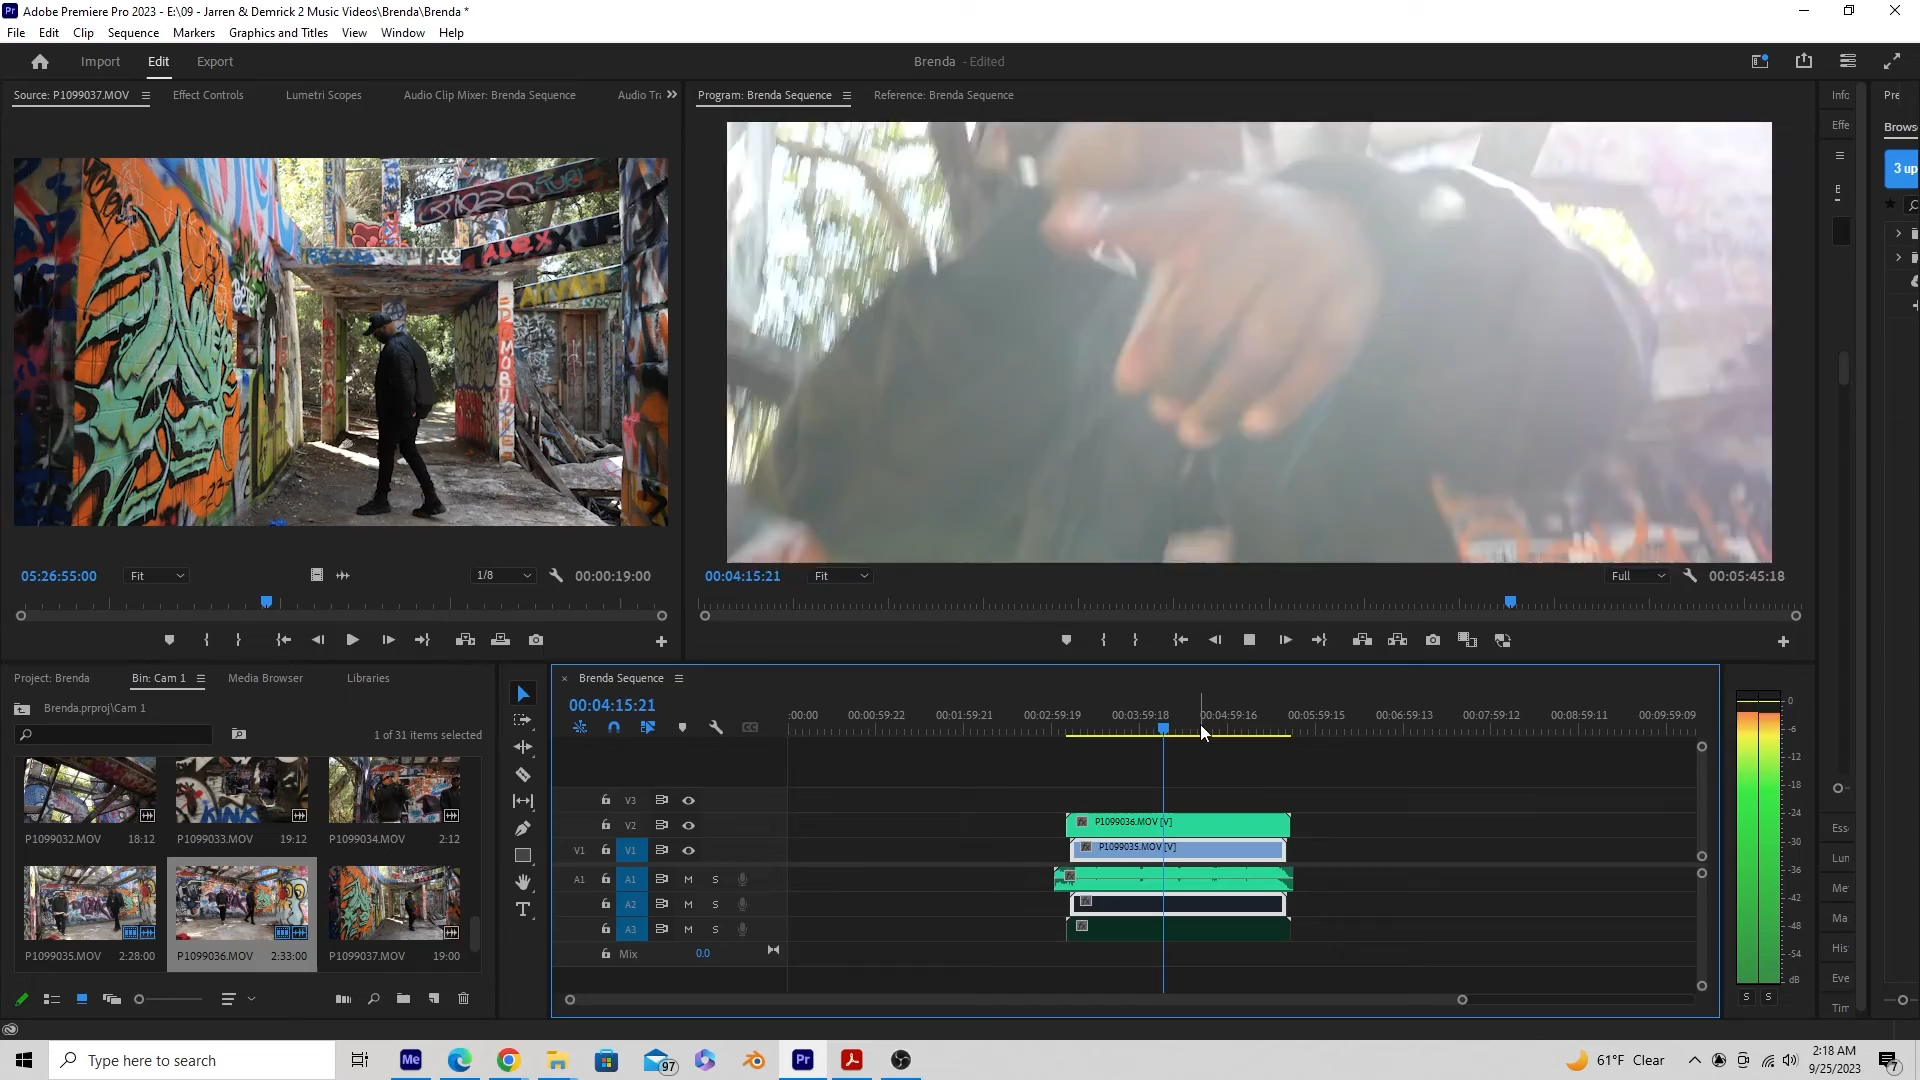 Adobe Premiere Pro 2023 - E:\09 - Jarren & Demrick 2 Music Videos\Brenda\Brenda *
File Edit Clip Sequence Markers Graphics and Titles View Window Help
Import Edit Export
Brenda - Edited
Source: P1099037.MOV Effect Controls Lumetri Scopes Audio Clip Mixer: Brenda Sequence Audio Tra
Program: Brenda Sequence Reference: Brenda Sequence
Info
Pre
Effe
Brows
3 up
E
ALEX
05:26:55:00 Fit 1/8 00:00:19:00
00:04:15:21 Fit Full 00:05:45:18
Project: Brenda Bin: Cam 1 Media Browser Libraries
Brenda.prproj\Cam 1
1 of 31 items selected
P1099032.MOV 18:12 P1099033.MOV 19:12 P1099034.MOV 2:12
P1099035.MOV 2:28:00 P1099036.MOV 2:33:00 P1099037.MOV 19:00
× Brenda Sequence
00:04:15:21
:00:00 00:00:59:22 00:01:59:21 00:02:59:19 00:03:59:18 00:04:59:16 00:05:59:15 00:06:59:13 00:07:59:12 00:08:59:11 00:09:59:09
V3
V2 P1099036.MOV [V]
V1 V1 P1099035.MOV [V]
A1 A1 M S
A2 M S
A3 M S
Mix 0.0
0
-6
-12
-18
-24
-30
-36
-42
-48
-54
dB
S S
Ess
Lun
Me
Ma
His
Eve
Tim
Type here to search
Me
97
Pr
61°F Clear
2:18 AM
9/25/2023
7